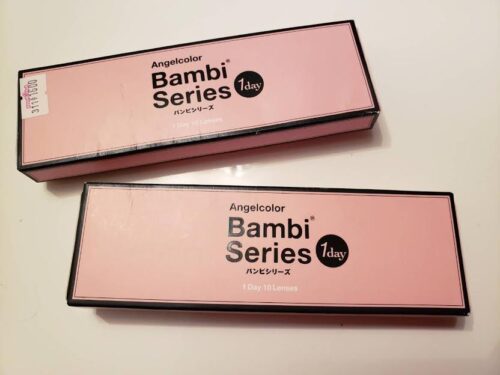 Angelcolor
Bambi®
Series
1day
バンビシリーズ
1 Day 10 Lenses
Angelcolor
Bambi®
Series
1day
バンビシリーズ
1 Day 10 Lenses